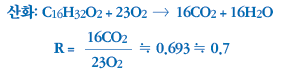 산화: C16H32O2 + 23O2 → 16CO2 + 16H2O
R = 16CO2 / 23O2 ≒ 0.693 ≒ 0.7